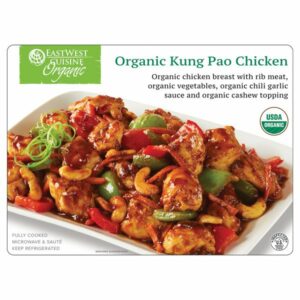 EASTWEST
CUISINE
Organic
Organic Kung Pao Chicken
Organic chicken breast with rib meat,
organic vegetables, organic chili garlic
sauce and organic cashew topping
USDA
ORGANIC
FULLY COOKED
MICROWAVE & SAUTÉ
KEEP REFRIGERATED